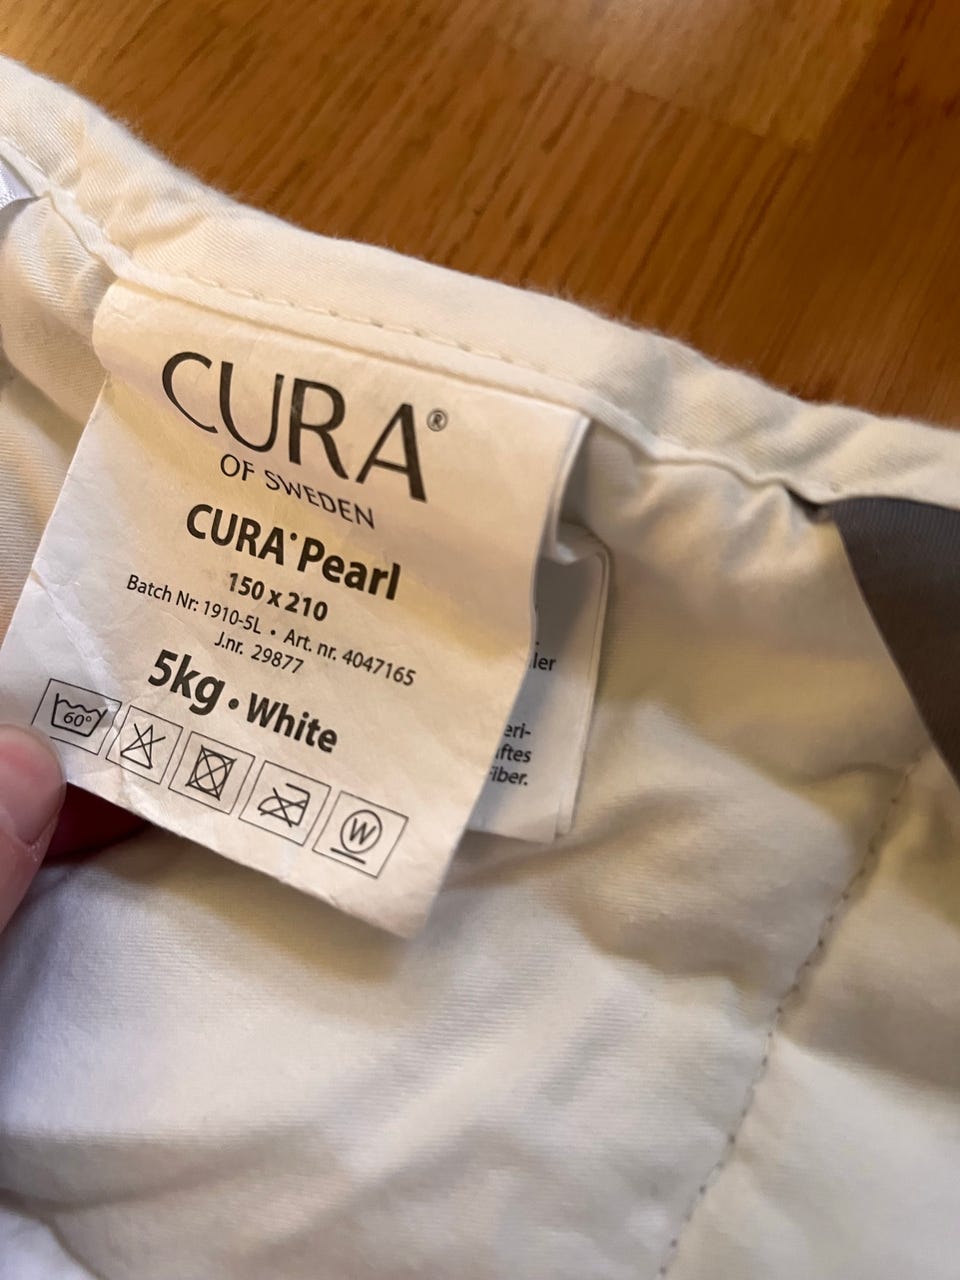 CURA®
OF SWEDEN
CURA® Pearl
150 x 210
Batch Nr: 1910-5L • Art. nr. 4047165
J.nr. 29877
5kg • White
60°
W